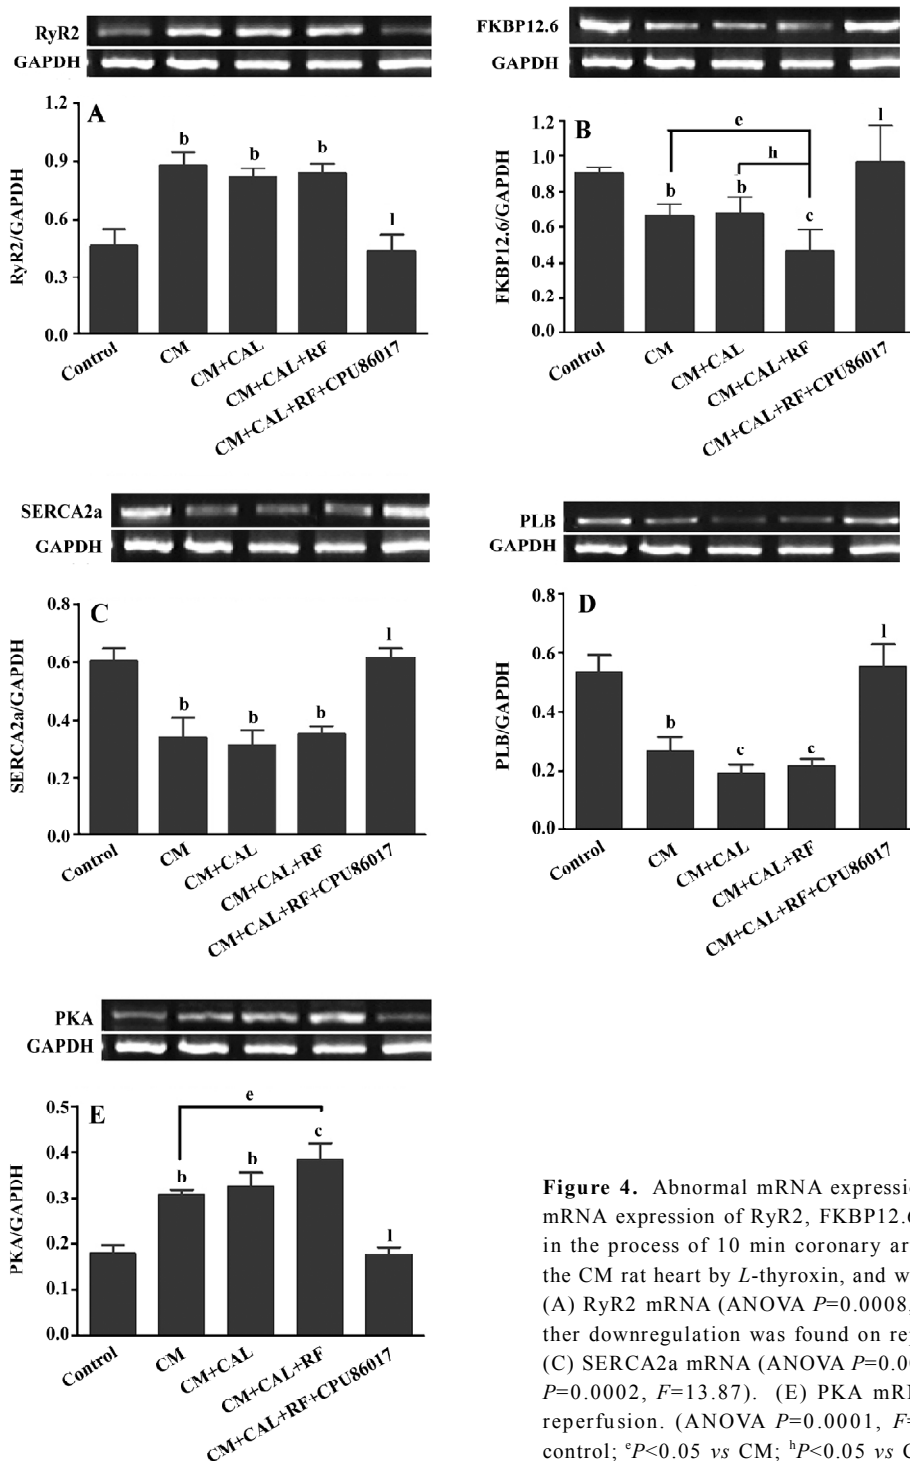 RyR2
GAPDH
A
1.2
0.9
0.6
0.3
0.0
RyR2/GAPDH
b
b
b
l
Control
CM
CM+CAL
CM+CAL+RF
CM+CAL+RF+CPU86017
FKBP12.6
GAPDH
B
1.2
1.0
0.8
0.6
0.4
0.2
0.0
FKBP12.6/GAPDH
e
h
b
b
c
l
Control
CM
CM+CAL
CM+CAL+RF
CM+CAL+RF+CPU86017
SERCA2a
GAPDH
C
0.8
0.6
0.4
0.2
0.0
SERCA2a/GAPDH
b
b
b
l
Control
CM
CM+CAL
CM+CAL+RF
CM+CAL+RF+CPU86017
PLB
GAPDH
D
0.8
0.6
0.4
0.2
0.0
PLB/GAPDH
b
c
c
l
Control
CM
CM+CAL
CM+CAL+RF
CM+CAL+RF+CPU86017
PKA
GAPDH
E
0.5
0.4
0.3
0.2
0.1
0.0
PKA/GAPDH
e
b
b
c
l
Control
CM
CM+CAL
CM+CAL+RF
CM+CAL+RF+CPU86017
Figure 4. Abnormal mRNA expressio
mRNA expression of RyR2, FKBP12.6
in the process of 10 min coronary ar
the CM rat heart by L-thyroxin, and w
(A) RyR2 mRNA (ANOVA P=0.0008,
ther downregulation was found on rep
(C) SERCA2a mRNA (ANOVA P=0.00
P=0.0002, F=13.87). (E) PKA mRN
reperfusion. (ANOVA P=0.0001, F=
control; eP<0.05 vs CM; hP<0.05 vs C